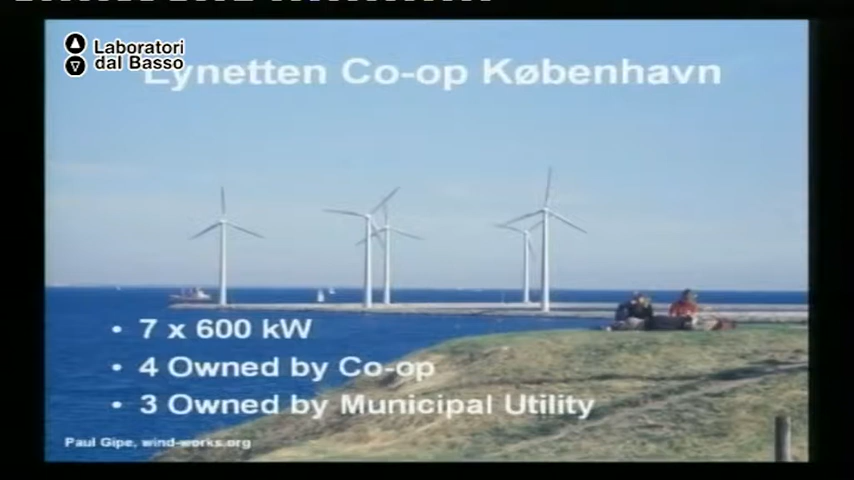 Laboratori
dal Basso
Lynetten Co-op København
• 7 x 600 kW
• 4 Owned by Co-op
• 3 Owned by Municipal Utility
Paul Gipe, wind-works.org